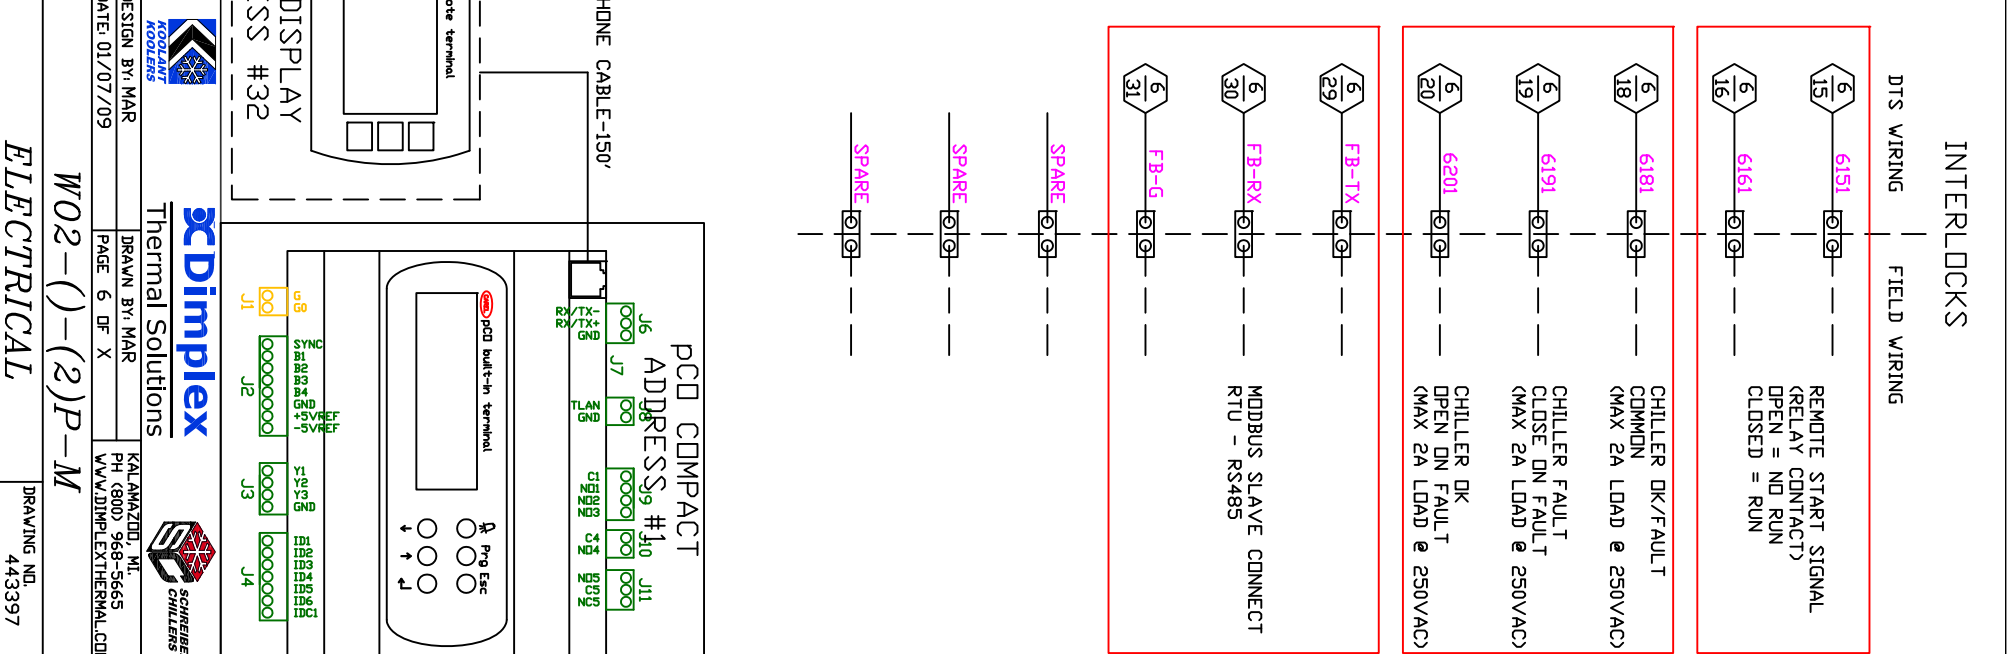 INTERLOCKS
DTS WIRING
FIELD WIRING
6
15
6151
6
16
6161
REMOTE START SIGNAL
(RELAY CONTACT)
OPEN = NO RUN
CLOSED = RUN
6
18
6181
CHILLER OK/FAULT
COMMON
(MAX 2A LOAD @ 250VAC)
6
19
6191
CHILLER FAULT
CLOSE ON FAULT
(MAX 2A LOAD @ 250VAC)
6
20
6201
CHILLER OK
OPEN ON FAULT
(MAX 2A LOAD @ 250VAC)
6
29
FB-TX
6
30
FB-RX
6
31
FB-G
MODBUS SLAVE CONNECT
RTU - RS485
SPARE
SPARE
SPARE
HONE CABLE-150'
ote terminal
DISPLAY
ESS #32
pCO COMPACT
ADDRESS #1
J6
RX/TX-
RX/TX+
GND
J7
J8
TLAN
GND
J9
C1
NO1
NO2
NO3
J10
C4
NO4
J11
NO5
C5
NC5
CAREL
pCO built-in terminal
Prg
Esc
J1
G
G0
J2
SYNC
B1
B2
B3
B4
GND
+5VREF
-5VREF
J3
Y1
Y2
Y3
GND
J4
ID1
ID2
ID3
ID4
ID5
ID6
IDC1
KOOLANT
KOOLERS
Dimplex
Thermal Solutions
SCHREIBE
CHILLERS
DESIGN BY: MAR
DATE: 01/07/09
DRAWN BY: MAR
PAGE 6 OF X
KALAMAZOO, MI.
PH (800) 968-5665
WWW.DIMPLEXTHERMAL.CO
WO2-()-(2)P-M
ELECTRICAL
DRAWING NO.
443397